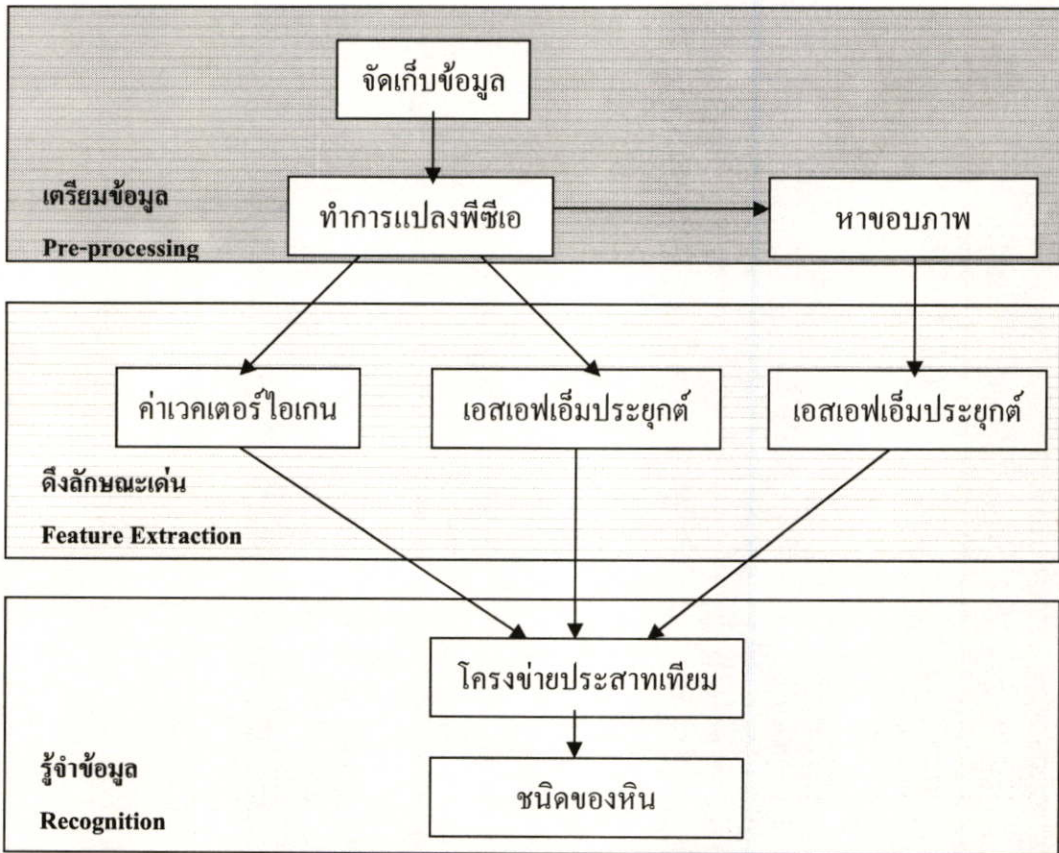 จัดเก็บข้อมูล
เตรียมข้อมูล
Pre-processing
ทำการแปลงพีซีเอ
หาขอบภาพ
ค่าเวคเตอร์ไอเกน
เอสเอฟเอ็มประยุกต์
เอสเอฟเอ็มประยุกต์
ดึงลักษณะเด่น
Feature Extraction
โครงข่ายประสาทเทียม
รู้จำข้อมูล
Recognition
ชนิดของหิน